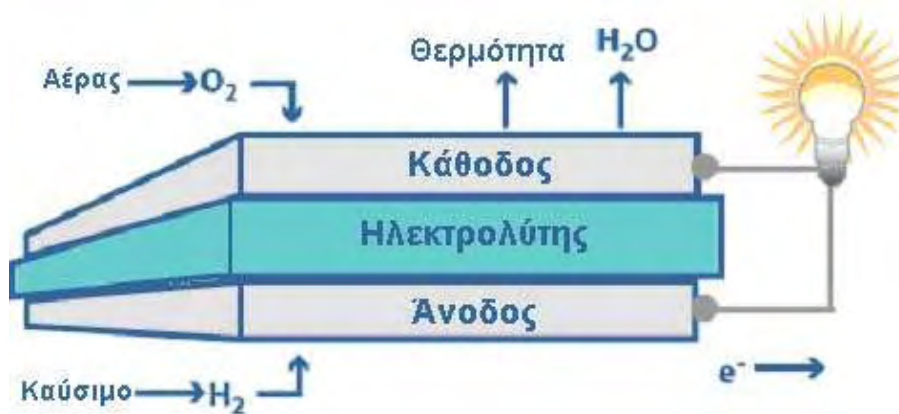 Θερμότητα
H₂O
Αέρας → O₂
Κάθοδος
Ηλεκτρολύτης
Άνοδος
e⁻ →
Καύσιμο → H₂